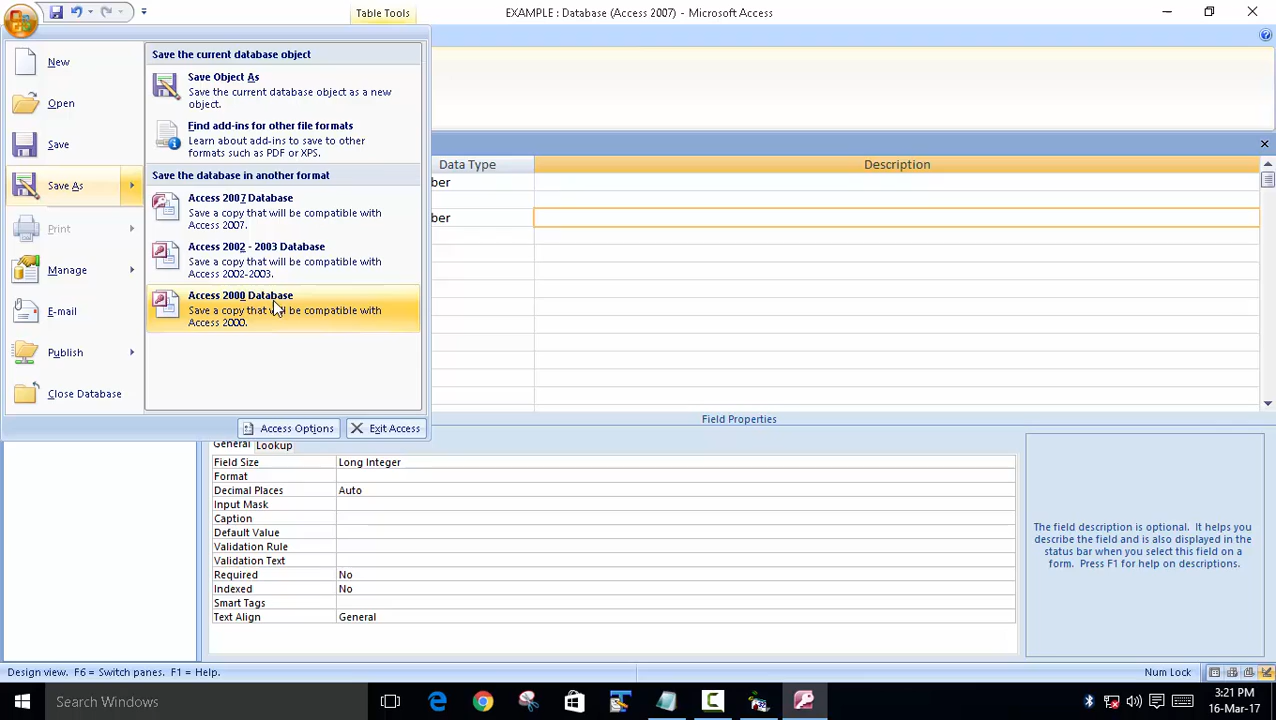 Table Tools
EXAMPLE : Database (Access 2007) - Microsoft Access
New
Open
Save
Save As
Print
Manage
E-mail
Publish
Close Database
Save the current database object
Save Object As
Save the current database object as a new
object.
Find add-ins for other file formats
Learn about add-ins to save to other
formats such as PDF or XPS.
Save the database in another format
Access 2007 Database
Save a copy that will be compatible with
Access 2007.
Access 2002 - 2003 Database
Save a copy that will be compatible with
Access 2002-2003.
Access 2000 Database
Save a copy that will be compatible with
Access 2000.
Access Options
Exit Access
Data Type
Description
ber
ber
Field Properties
General
Lookup
Field Size
Long Integer
Format
Decimal Places
Auto
Input Mask
Caption
Default Value
Validation Rule
Validation Text
Required
No
Indexed
No
Smart Tags
Text Align
General
The field description is optional. It helps you
describe the field and is also displayed in the
status bar when you select this field on a
form. Press F1 for help on descriptions.
Design view. F6 = Switch panes. F1 = Help.
Num Lock
Search Windows
3:21 PM
16-Mar-17